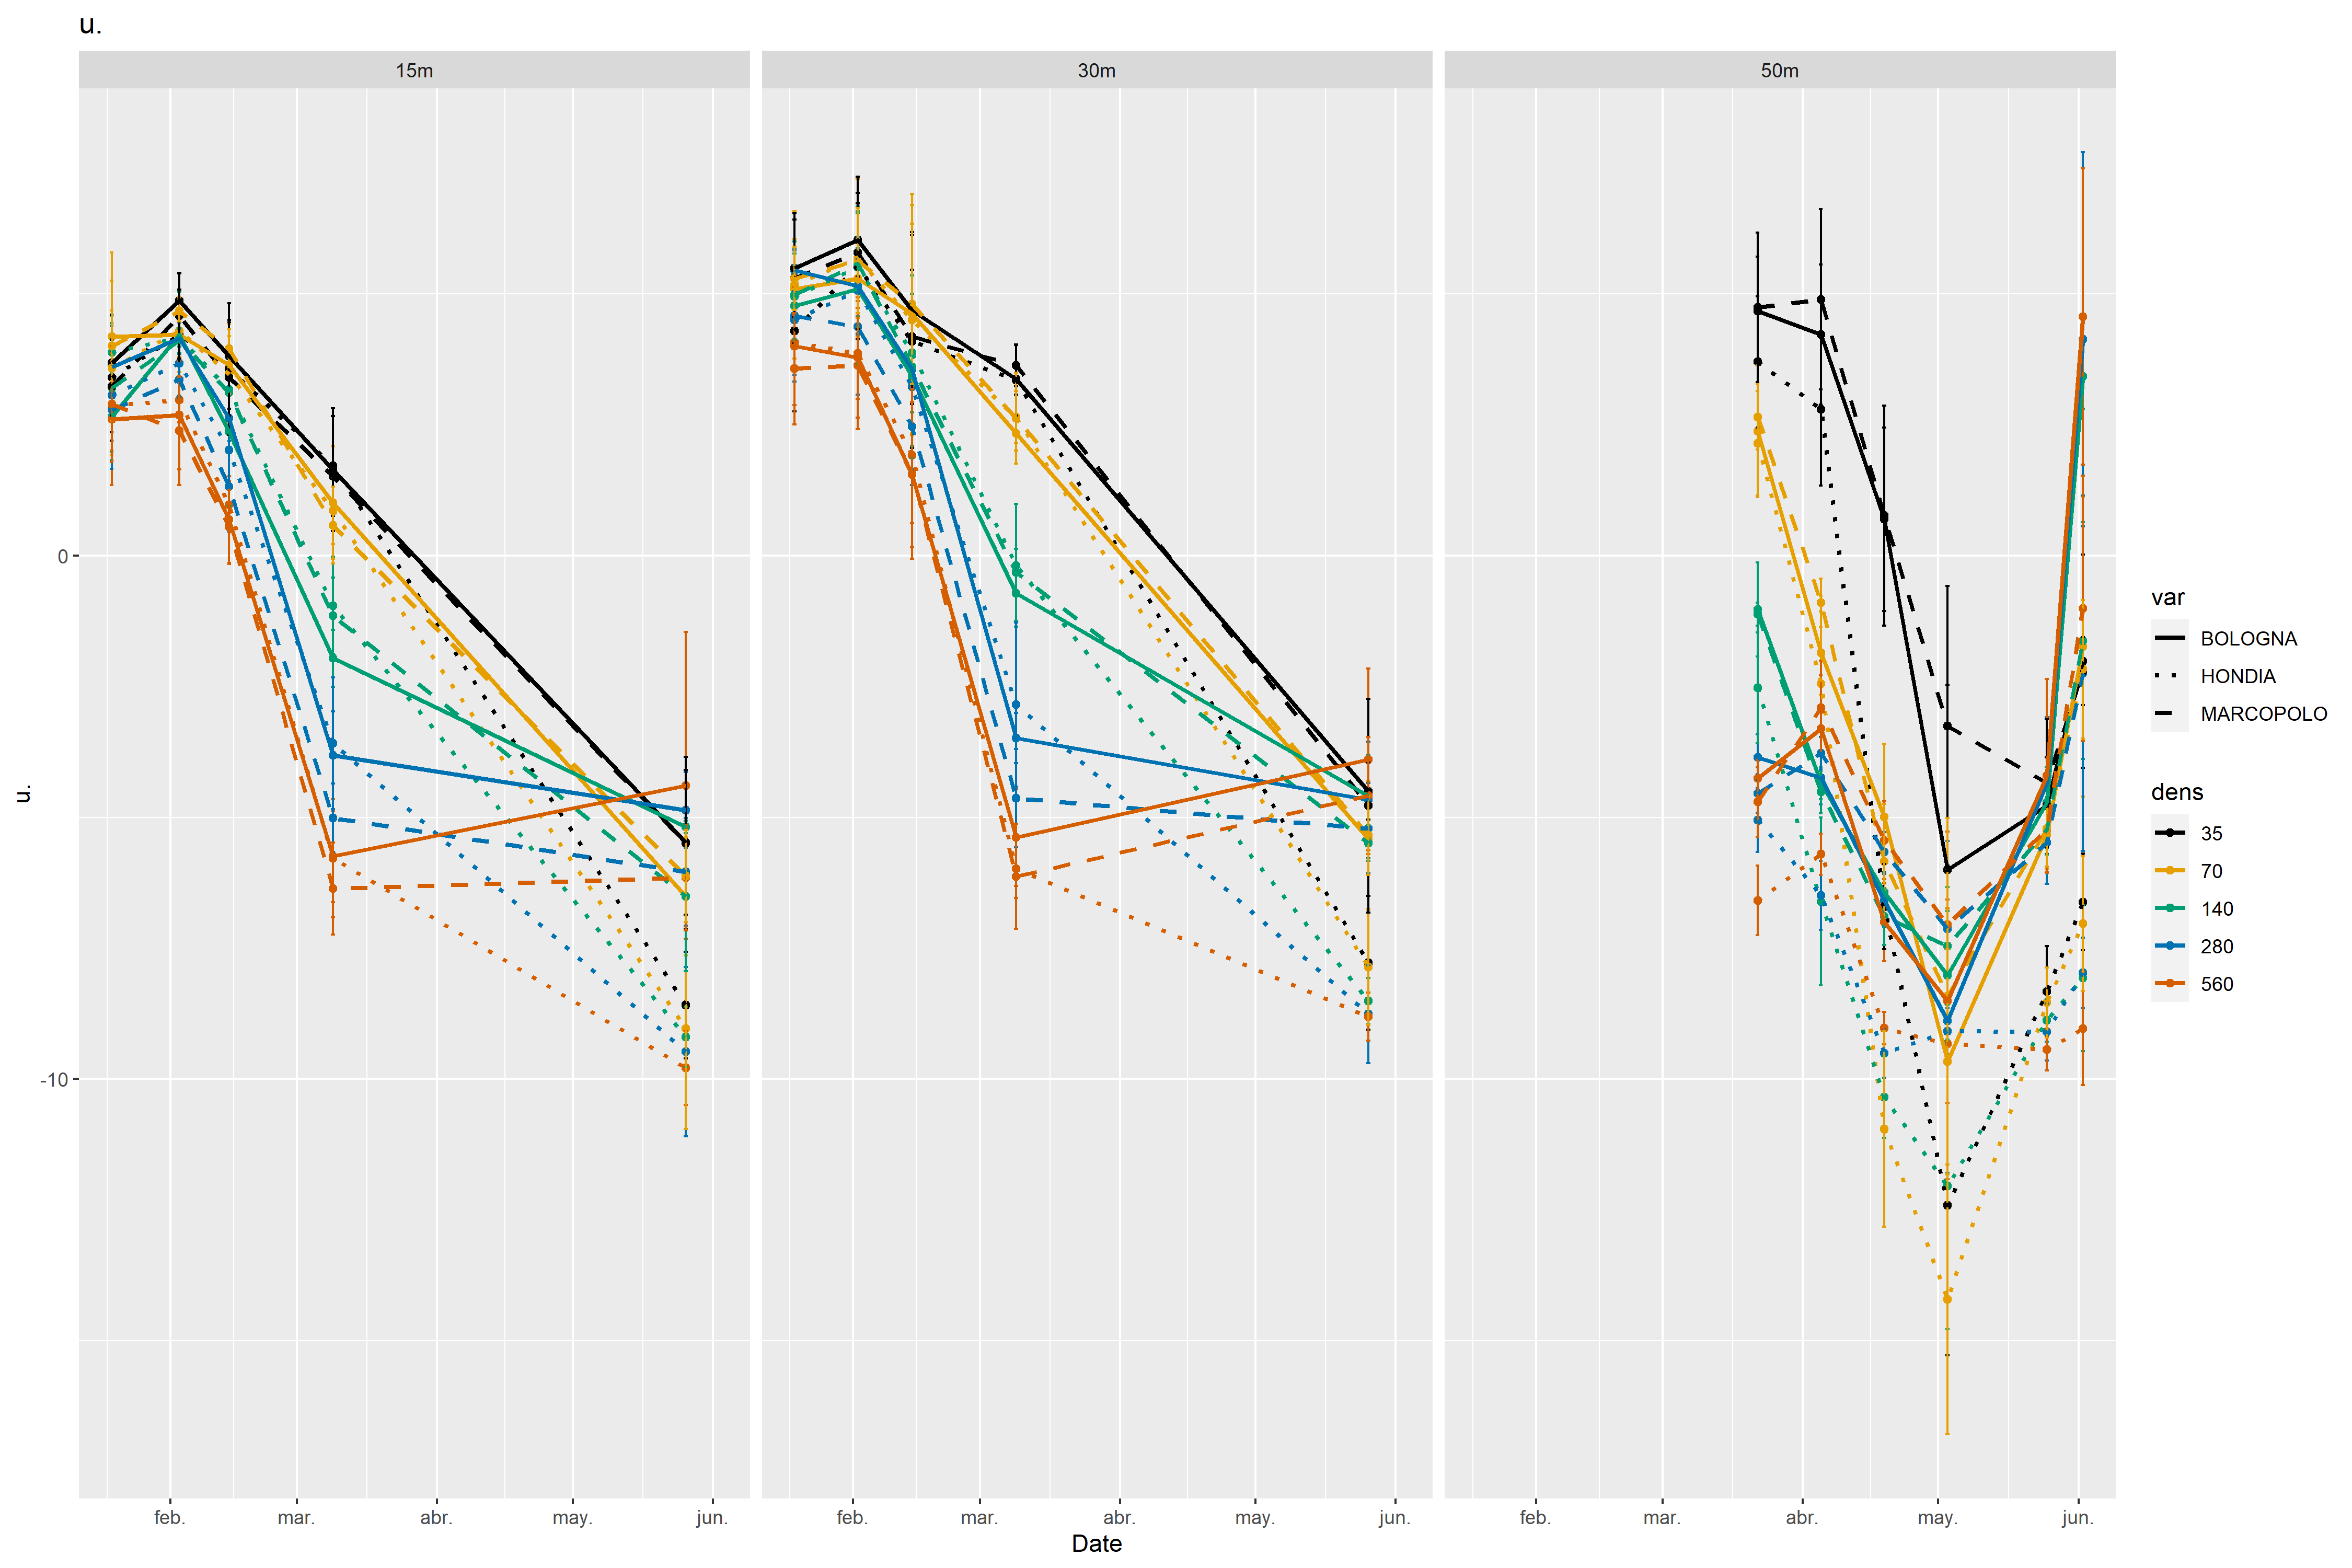 u.
15m
30m
50m
0
-10
u.
feb.
mar.
abr.
may.
jun.
feb.
mar.
abr.
may.
jun.
feb.
mar.
abr.
may.
jun.
Date
var
BOLOGNA
HONDIA
MARCOPOLO
dens
35
70
140
280
560